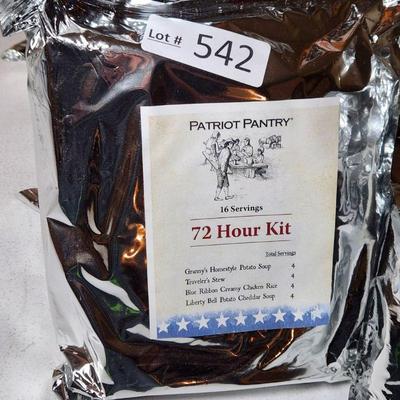 Lot # 542
PATRIOT PANTRY®
16 Servings
72 Hour Kit
Total Servings
Granny's Homestyle Potato Soup 4
Traveler's Stew 4
Blue Ribbon Creamy Chicken Rice 4
Liberty Bell Potato Cheddar Soup 4